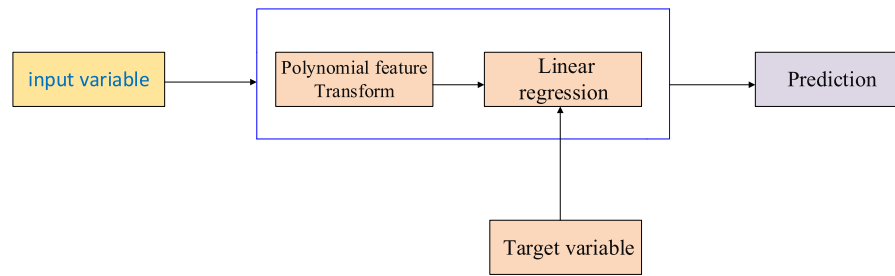 input variable
Polynomial feature
Transform
Linear
regression
Prediction
Target variable